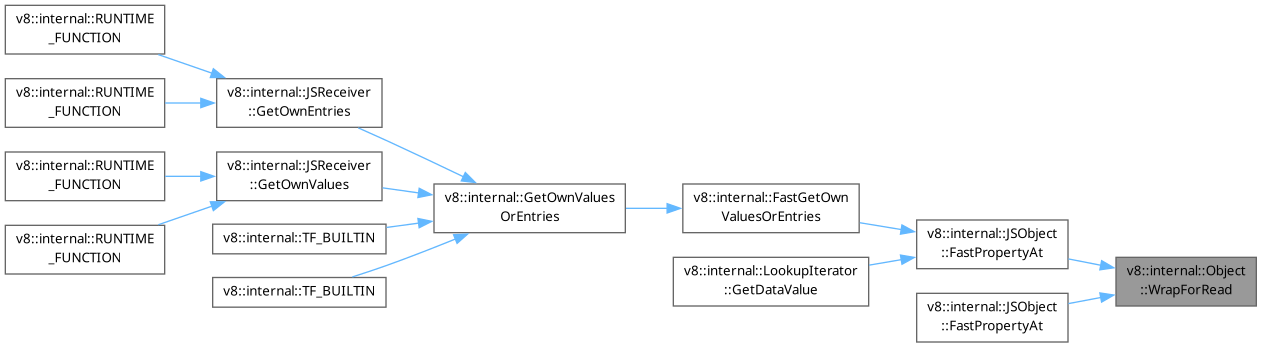 v8::internal::RUNTIME
_FUNCTION
v8::internal::RUNTIME
_FUNCTION
v8::internal::RUNTIME
_FUNCTION
v8::internal::RUNTIME
_FUNCTION
v8::internal::JSReceiver
::GetOwnEntries
v8::internal::JSReceiver
::GetOwnValues
v8::internal::TF_BUILTIN
v8::internal::TF_BUILTIN
v8::internal::GetOwnValues
OrEntries
v8::internal::FastGetOwn
ValuesOrEntries
v8::internal::LookupIterator
::GetDataValue
v8::internal::JSObject
::FastPropertyAt
v8::internal::JSObject
::FastPropertyAt
v8::internal::Object
::WrapForRead